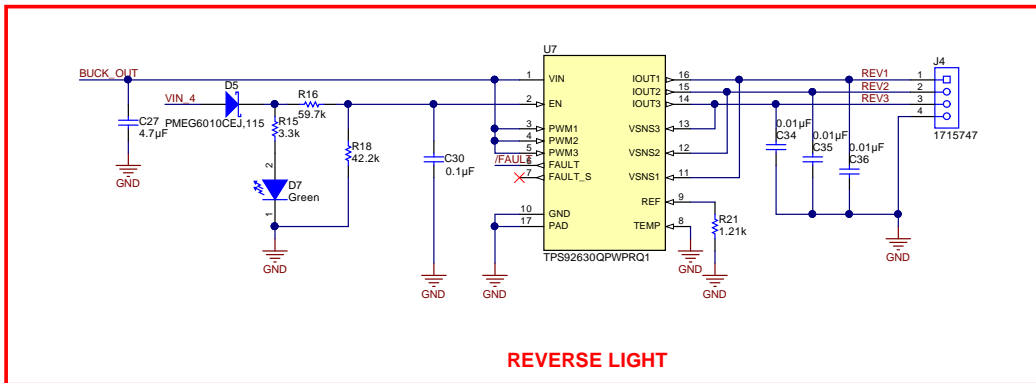 U7
J4
BUCK_OUT
VIN_4
D5
PMEG6010CEJ,115
C27
4.7µF
GND
R16
59.7k
R15
3.3k
R18
42.2k
2
D7
Green
1
GND
C30
0.1µF
GND
/FAULT
1 VIN
2 EN
3 PWM1
4 PWM2
5 PWM3
6 FAULT
7 FAULT_S
10 GND
17 PAD
GND
IOUT1 16
IOUT2 15
IOUT3 14
VSNS3 13
VSNS2 12
VSNS1 11
REF 9
TEMP 8
TPS92630QPWPRQ1
R21
1.21k
GND
GND
0.01µF
C34
0.01µF
C35
0.01µF
C36
GND
REV1 1
REV2 2
REV3 3
4
1715747
REVERSE LIGHT